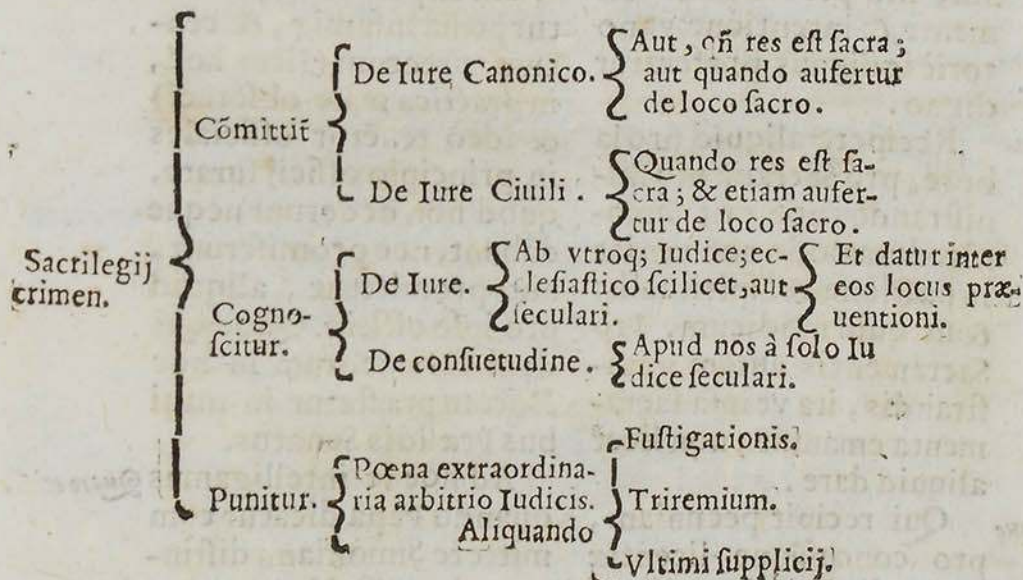 Sacrilegij
crimen.
Cōmittit̃
De Iure Canonico.
Aut, qñ res eſt ſacra;
aut quando aufertur
de loco ſacro.
De Iure Ciuili.
Quando res eſt ſa-
cra; & etiam aufer-
tur de loco ſacro.
Cogno-
ſcitur.
De Iure.
Ab vtroq; Iudice; ec-
cleſiaſtico ſcilicet, aut
ſeculari.
Et datur inter
eos locus præ-
uentioni.
De conſuetudine.
Apud nos à ſolo Iu
dice ſeculari.
Punitur.
Pœna extraordina-
ria arbitrio Iudicis.
Aliquando
Fuſtigationis.
Triremium.
Vltimi ſupplicij.